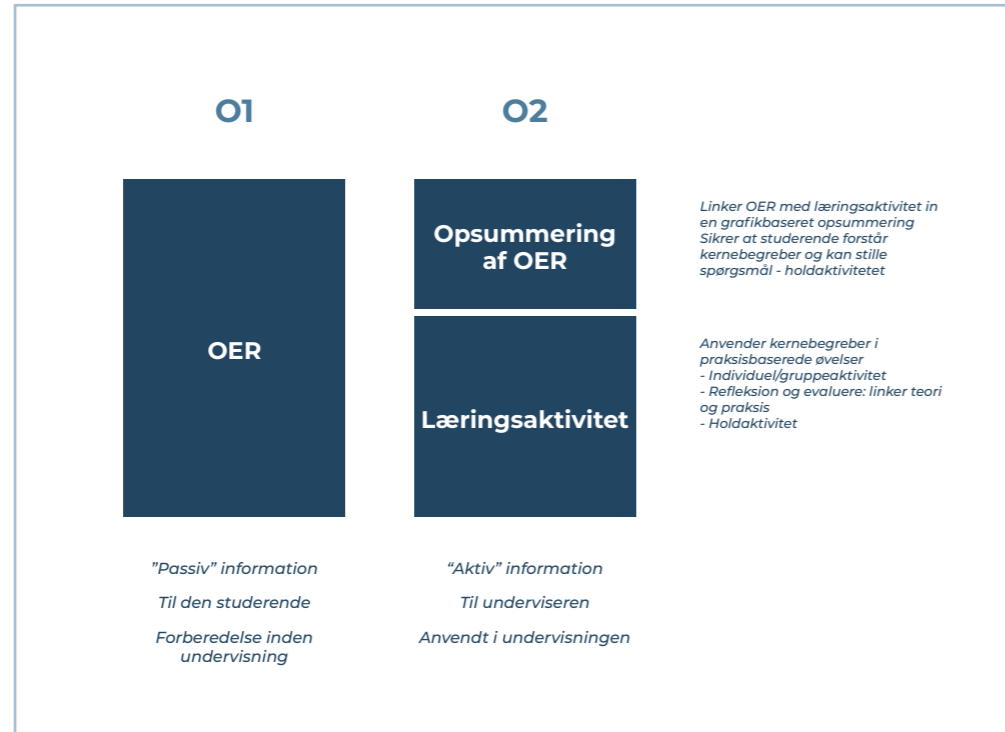 O1
O2
OER
Opsummering
af OER
Læringsaktivitet
Linker OER med læringsaktivitet in
en grafikbaseret opsummering
Sikrer at studerende forstår
kernebegreber og kan stille
spørgsmål - holdaktivitetet
Anvender kernebegreber i
praksisbaserede øvelser
- Individuel/gruppeaktivitet
- Refleksion og evaluere: linker teori
og praksis
- Holdaktivitet
”Passiv” information
Til den studerende
Forberedelse inden
undervisning
“Aktiv” information
Til underviseren
Anvendt i undervisningen